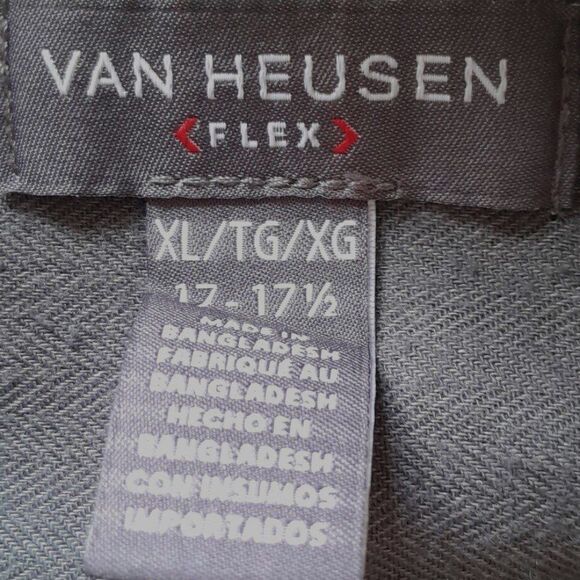 VAN HEUSEN
<FLEX>
XL/TG/XG
17-17½
MADE IN
BANGLADESH
FABRIQUÉ AU
BANGLADESH
HECHO EN
BANGLADESH
CON INSUMOS
IMPORTADOS